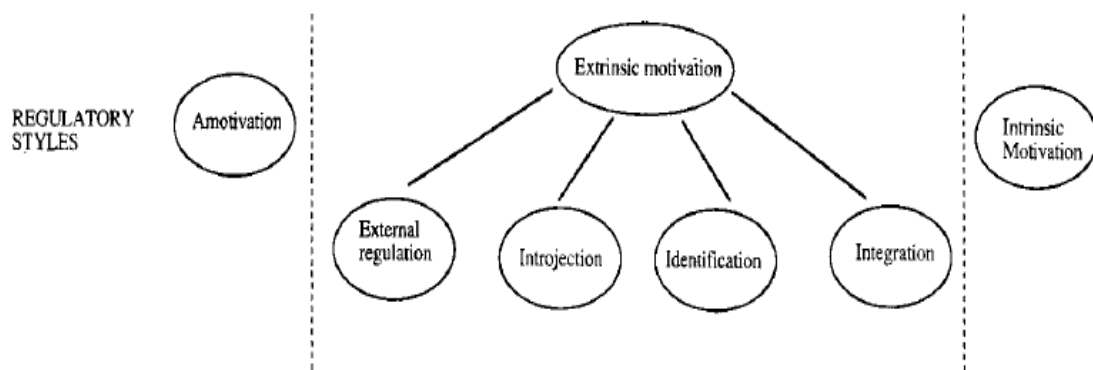 REGULATORY
STYLES
Amotivation
Extrinsic motivation
Intrinsic
Motivation
External
regulation
Introjection
Identification
Integration